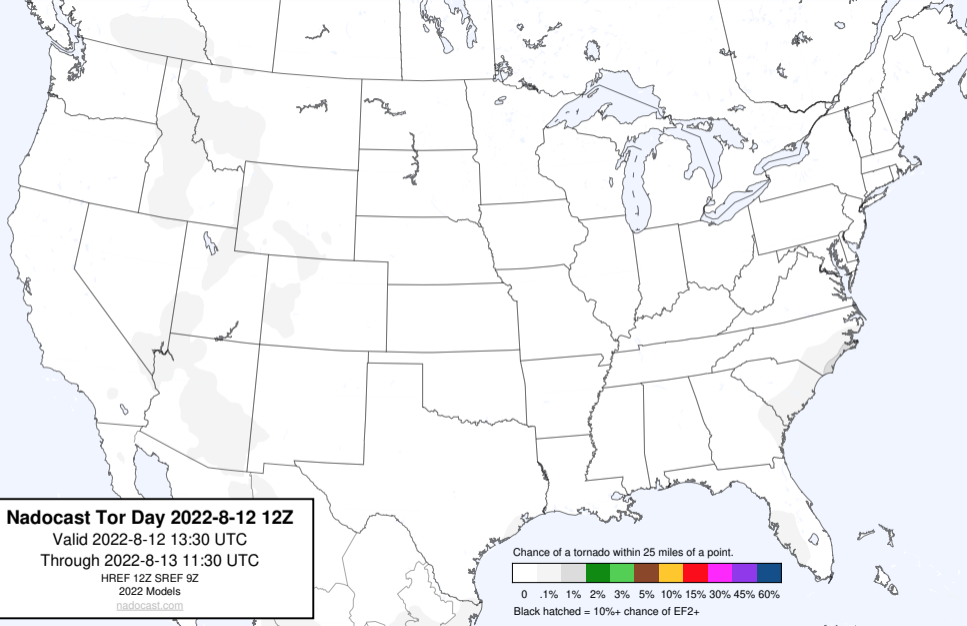 Nadocast Tor Day 2022-8-12 12Z
Valid 2022-8-12 13:30 UTC
Through 2022-8-13 11:30 UTC
HREF 12Z SREF 9Z
2022 Models
nadocast.com
Chance of a tornado within 25 miles of a point.
0 .1% 1% 2% 3% 5% 10% 15% 30% 45% 60%
Black hatched = 10%+ chance of EF2+